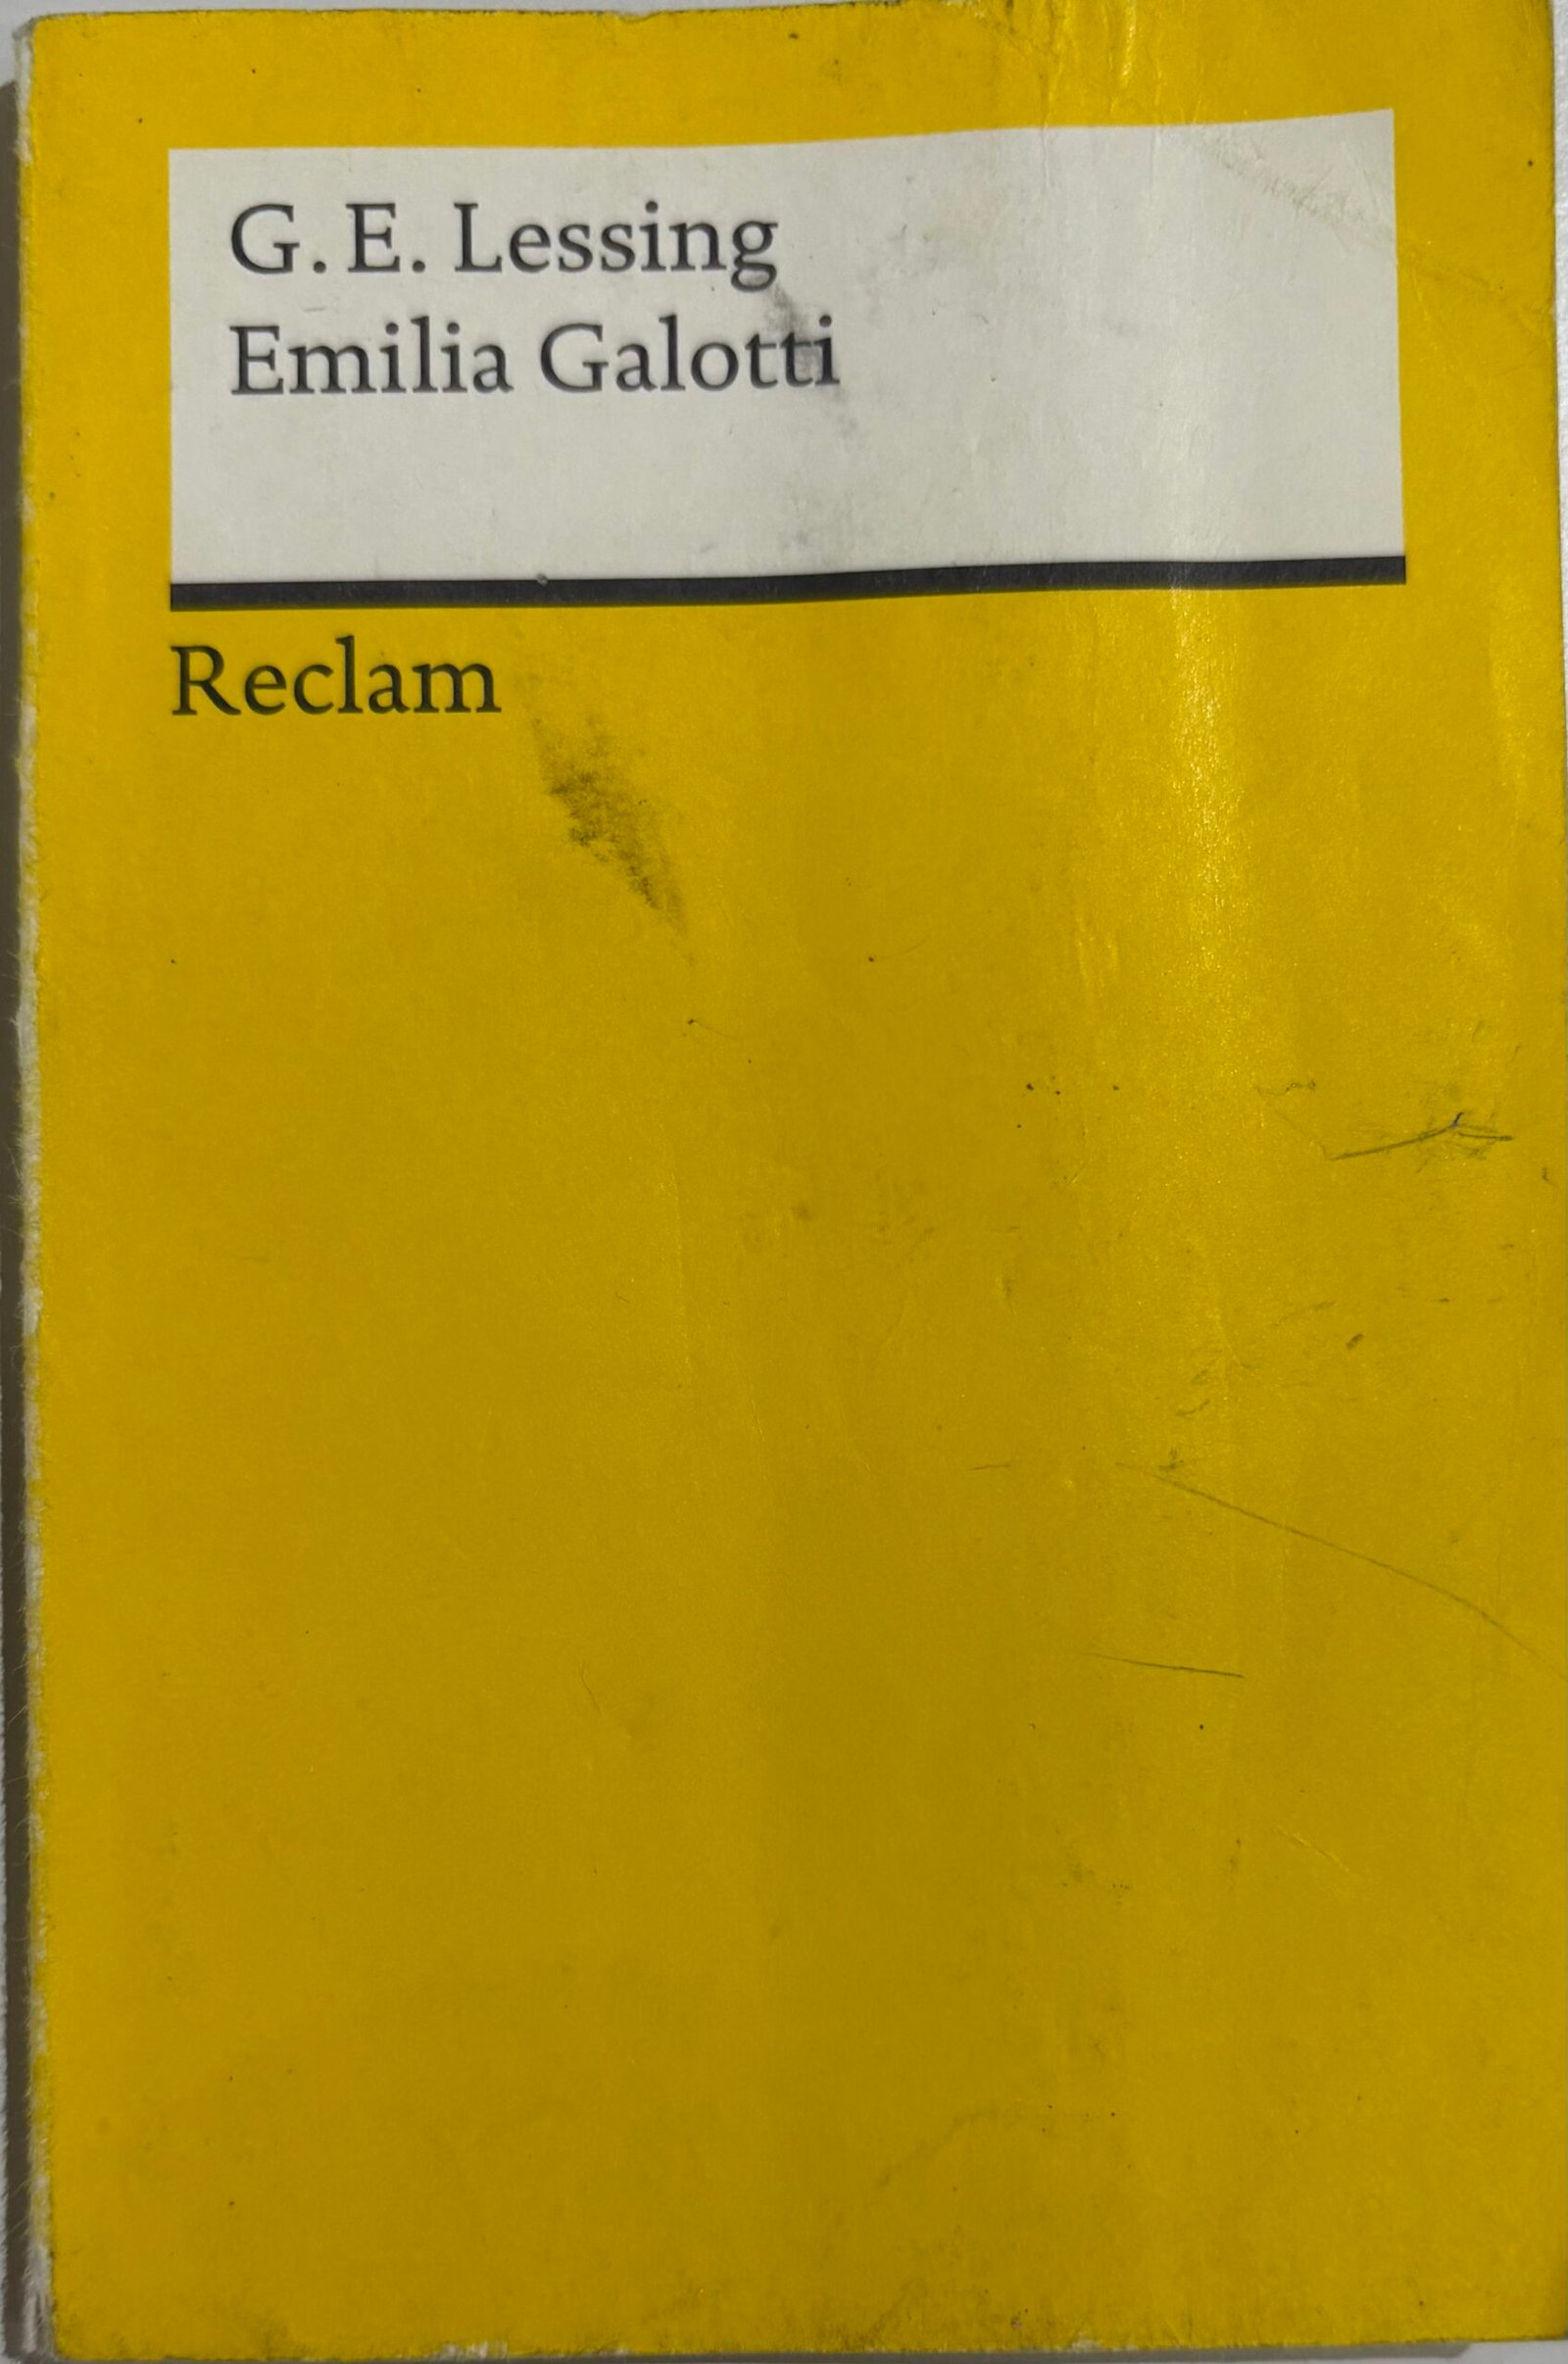 G. E. Lessing
Emilia Galotti
Reclam